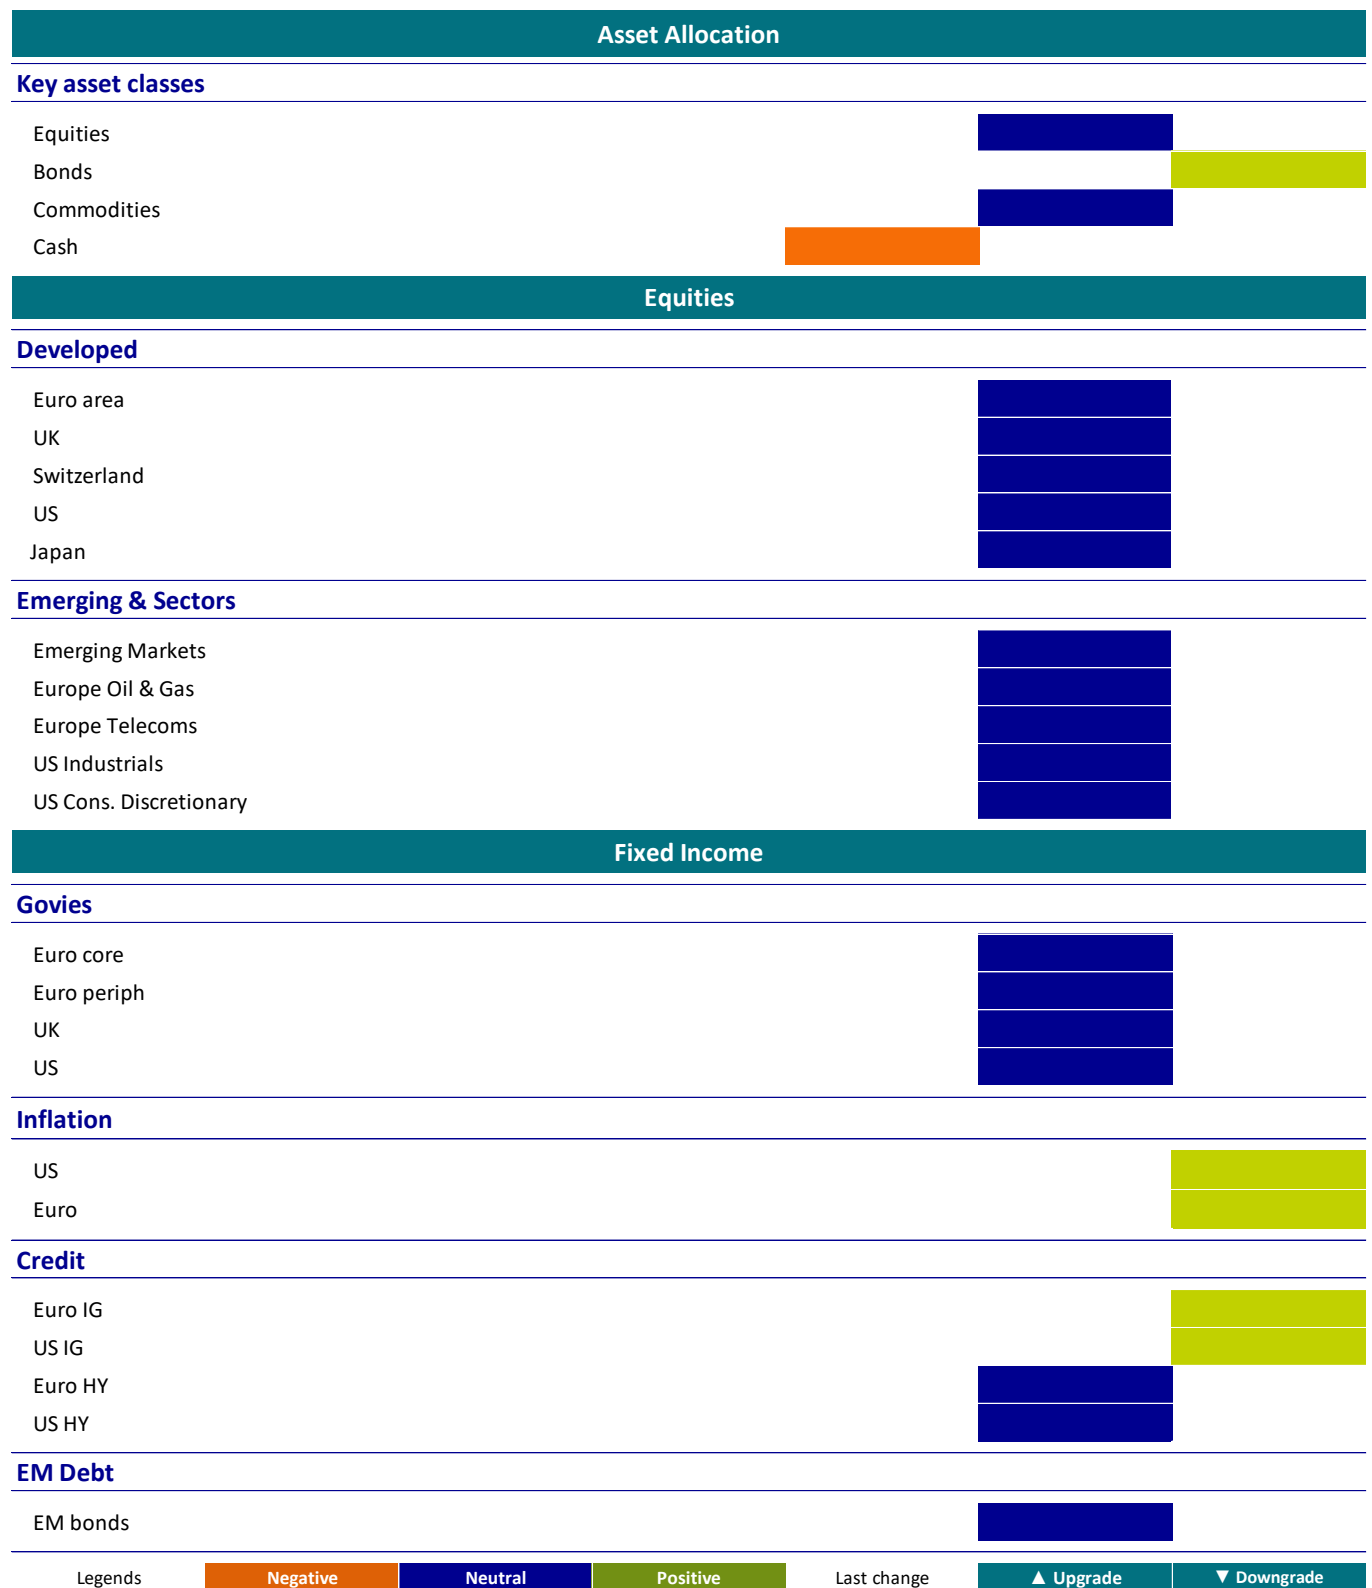 Asset Allocation
Key asset classes
Equities
Bonds
Commodities
Cash
Equities
Developed
Euro area
UK
Switzerland
US
Japan
Emerging & Sectors
Emerging Markets
Europe Oil & Gas
Europe Telecoms
US Industrials
US Cons. Discretionary
Fixed Income
Govies
Euro core
Euro periph
UK
US
Inflation
US
Euro
Credit
Euro IG
US IG
Euro HY
US HY
EM Debt
EM bonds
Legends Negative Neutral Positive Last change ▲ Upgrade ▼ Downgrade